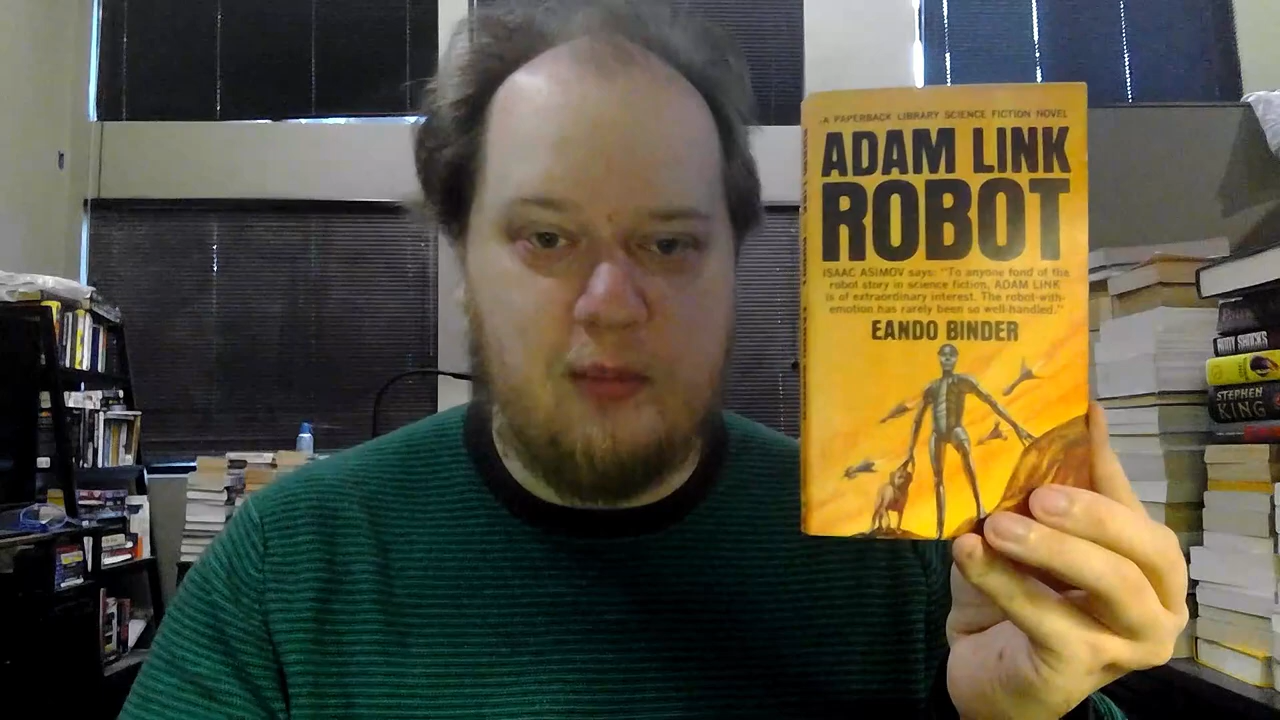 A PAPERBACK LIBRARY SCIENCE FICTION NOVEL
ADAM LINK
ROBOT
ISAAC ASIMOV says: "To anyone fond of the
robot story in science fiction, ADAM LINK
is of extraordinary interest. The robot-with-
emotion has rarely been so well-handled."
EANDO BINDER
BODY SHOCKS
STEPHEN
KING